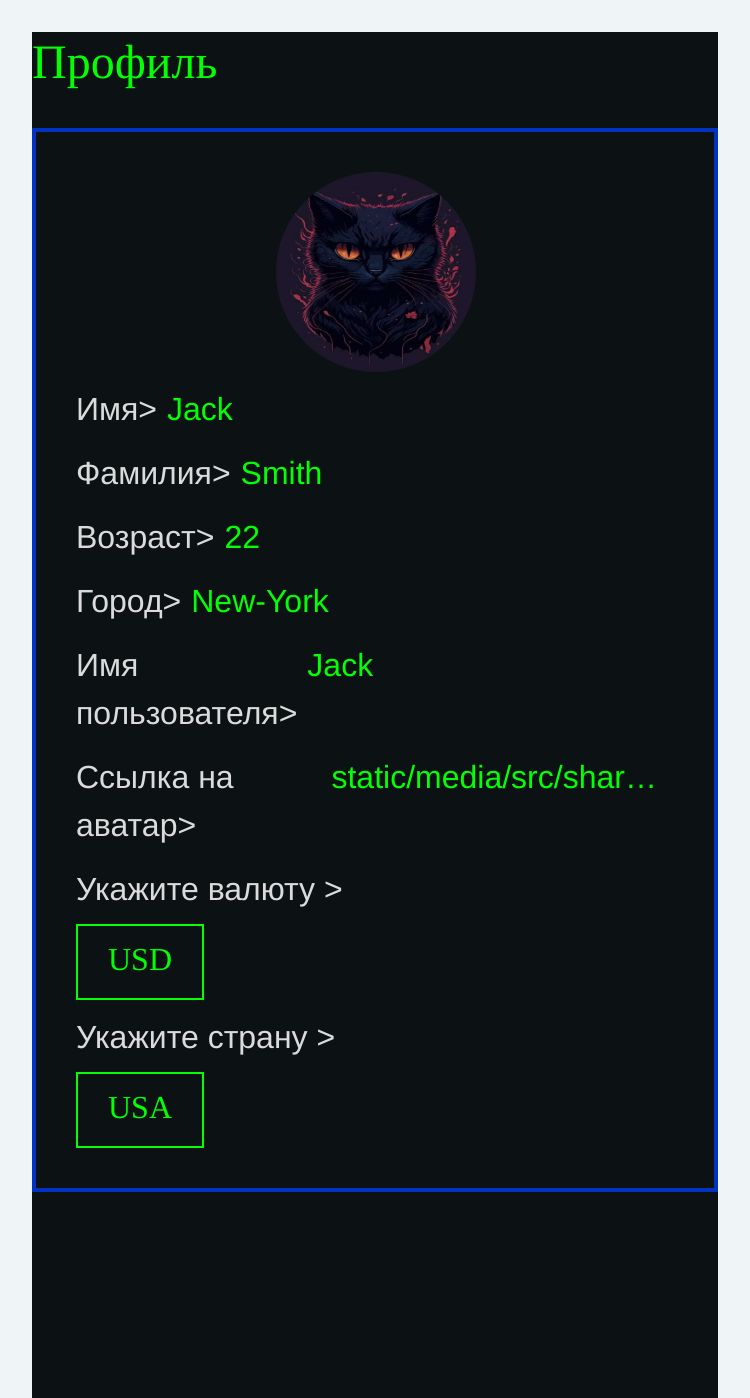 Профиль
Имя> Jack
Фамилия> Smith
Возраст> 22
Город> New-York
Имя Jack
пользователя>
Ссылка на static/media/src/shar…
аватар>
Укажите валюту >
USD
Укажите страну >
USA